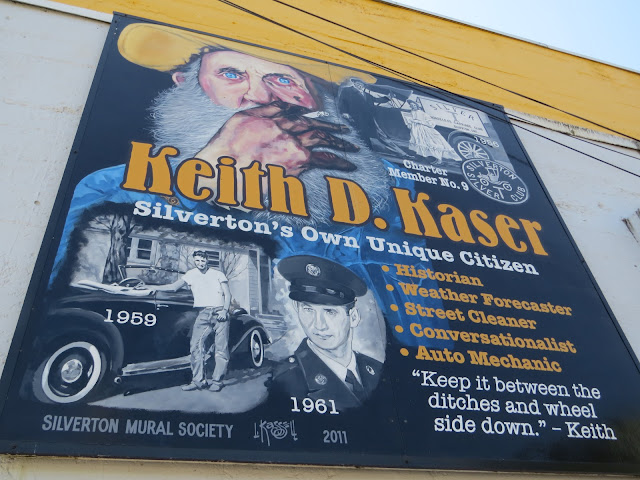 1956
Charter
Member No. 9
Keith D. Kaser
Silverton's Own Unique Citizen
• Historian
• Weather Forecaster
• Street Cleaner
• Conversationalist
• Auto Mechanic
1959
1961
"Keep it between the
ditches and wheel
side down." – Keith
SILVERTON MURAL SOCIETY
2011